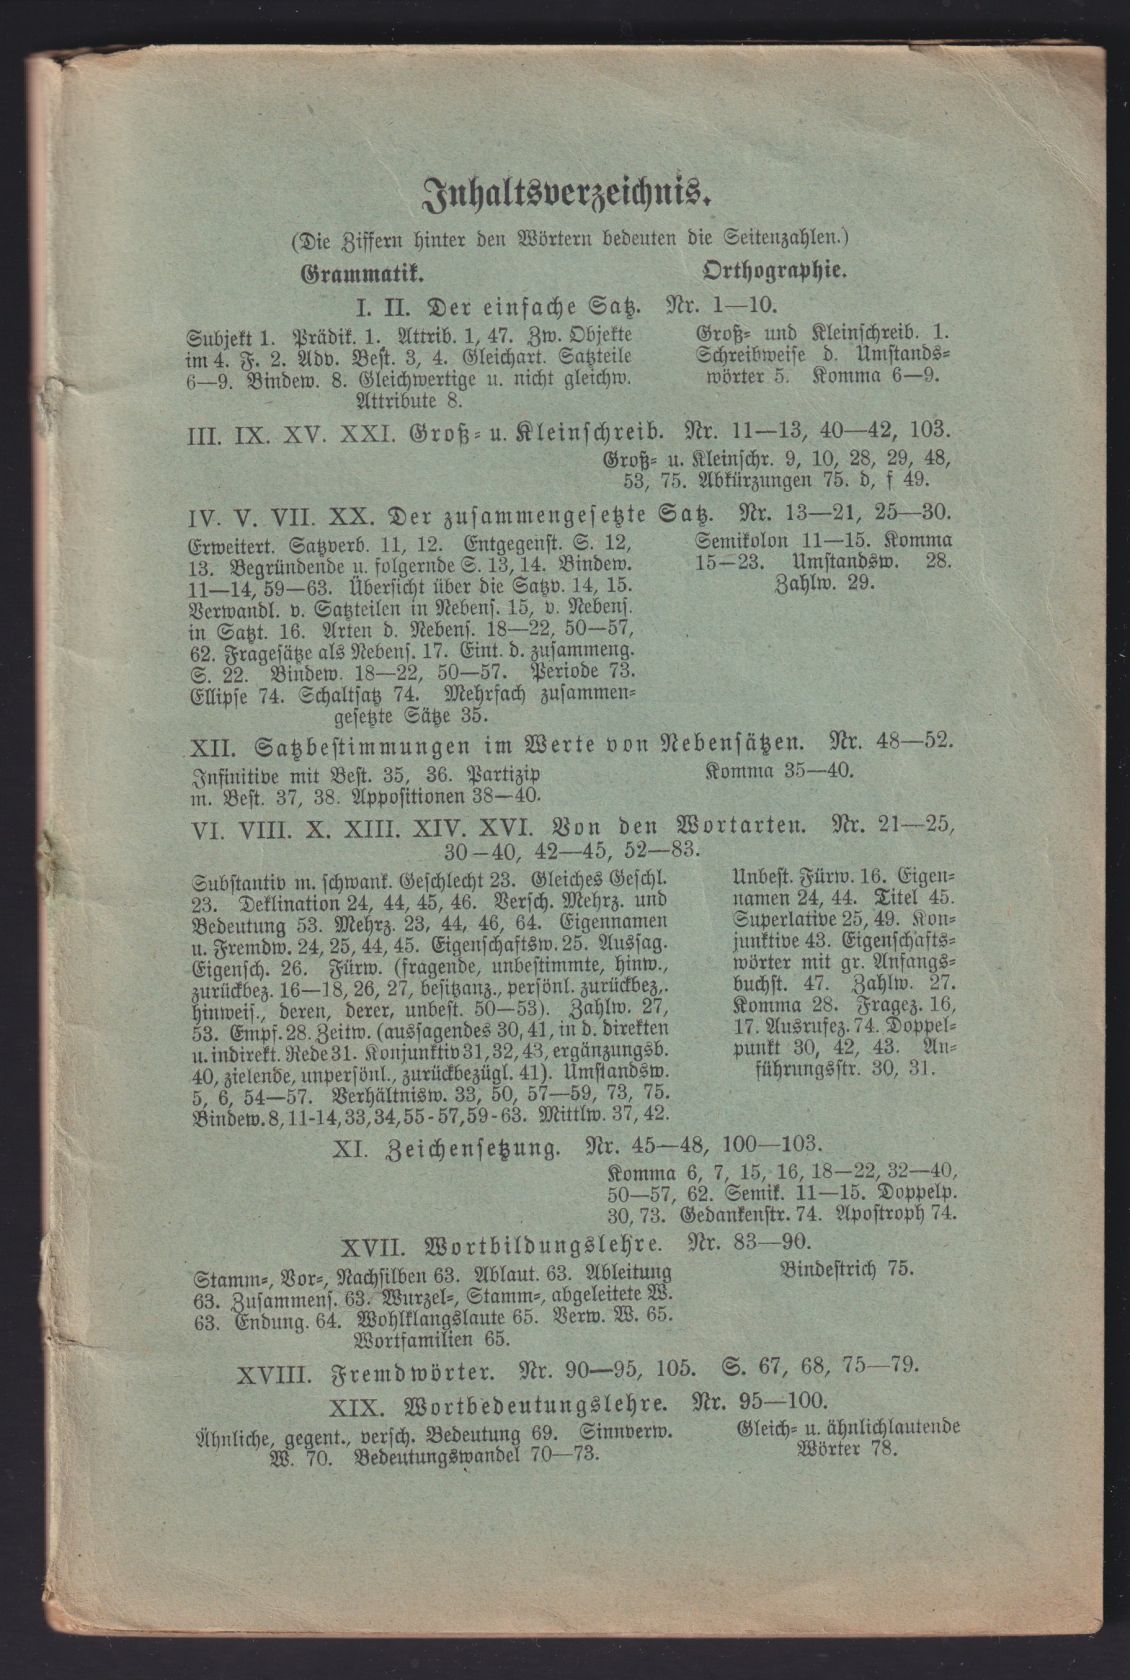 Inhaltsverzeichnis.
(Die Ziffern hinter den Wörtern bedeuten die Seitenzahlen.)
Grammatik. Orthographie.
I. II. Der einfache Satz. Nr. 1—10.
Subjekt 1. Prädik. 1. Attrib. 1, 47. Zw. Objekte
im 4. F. 2. Adv. Best. 3, 4. Gleichart. Satzteile
6—9. Bindew. 8. Gleichwertige u. nicht gleichw.
Attribute 8.
Groß- und Kleinschreib. 1.
Schreibweise d. Umstands-
wörter 5. Komma 6—9.
III. IX. XV. XXI. Groß- u. Kleinschreib. Nr. 11—13, 40—42, 103.
Groß- u. Kleinschr. 9, 10, 28, 29, 48,
53, 75. Abkürzungen 75. d, f 49.
IV. V. VII. XX. Der zusammengesetzte Satz. Nr. 13—21, 25—30.
Erweitert. Satzverb. 11, 12. Entgegenst. S. 12,
13. Begründende u. folgernde S. 13, 14. Bindew.
11—14, 59—63. Übersicht über die Satzv. 14, 15.
Verwandl. v. Satzteilen in Nebens. 15, v. Nebens.
in Satzt. 16. Arten d. Nebens. 18—22, 50—57,
62. Fragesätze als Nebens. 17. Eint. d. zusammeng.
S. 22. Bindew. 18—22, 50—57. Periode 73.
Ellipse 74. Schaltsatz 74. Mehrfach zusammen-
gesetzte Sätze 35.
Semikolon 11—15. Komma
15—23. Umstandsw. 28.
Zahlw. 29.
XII. Satzbestimmungen im Werte von Nebensätzen. Nr. 48—52.
Infinitive mit Best. 35, 36. Partizip
m. Best. 37, 38. Appositionen 38—40.
Komma 35—40.
VI. VIII. X. XIII. XIV. XVI. Von den Wortarten. Nr. 21—25,
30—40, 42—45, 52—83.
Substantiv m. schwank. Geschlecht 23. Gleiches Geschl.
23. Deklination 24, 44, 45, 46. Versch. Mehrz. und
Bedeutung 53. Mehrz. 23, 44, 46, 64. Eigennamen
u. Fremdw. 24, 25, 44, 45. Eigenschaftsw. 25. Aussag.
Eigensch. 26. Fürw. (fragende, unbestimmte, hinw.,
zurückbez. 16—18, 26, 27, besitzanz., persönl. zurückbez,.
hinweis., deren, derer, unbest. 50—53). Zahlw. 27,
53. Empf. 28. Zeitw. (aussagendes 30, 41, in d. direkten
u. indirekt. Rede 31. Konjunktiv 31, 32, 43, ergänzungsb.
40, zielende, unpersönl., zurückbezügl. 41). Umstandsw.
5, 6, 54—57. Verhältnisw. 33, 50, 57—59, 73, 75.
Bindew. 8, 11-14, 33, 34, 55-57, 59-63. Mittlw. 37, 42.
Unbest. Fürw. 16. Eigen-
namen 24, 44. Titel 45.
Superlative 25, 49. Kon-
junktive 43. Eigenschafts-
wörter mit gr. Anfangs-
buchst. 47. Zahlw. 27.
Komma 28. Fragez. 16,
17. Ausrufez. 74. Doppel-
punkt 30, 42, 43. An-
führungsstr. 30, 31.
XI. Zeichensetzung. Nr. 45—48, 100—103.
Komma 6, 7, 15, 16, 18—22, 32—40,
50—57, 62. Semik. 11—15. Doppelp.
30, 73. Gedankenstr. 74. Apostroph 74.
XVII. Wortbildungslehre. Nr. 83—90.
Stamm-, Vor-, Nachsilben 63. Ablaut. 63. Ableitung
63. Zusammens. 63. Wurzel-, Stamm-, abgeleitete W.
63. Endung. 64. Wohlklangslaute 65. Verw. W. 65.
Wortfamilien 65.
Bindestrich 75.
XVIII. Fremdwörter. Nr. 90—95, 105. S. 67, 68, 75—79.
XIX. Wortbedeutungslehre. Nr. 95—100.
Ähnliche, gegent., versch. Bedeutung 69. Sinnverw.
W. 70. Bedeutungswandel 70—73.
Gleich- u. ähnlichlautende
Wörter 78.